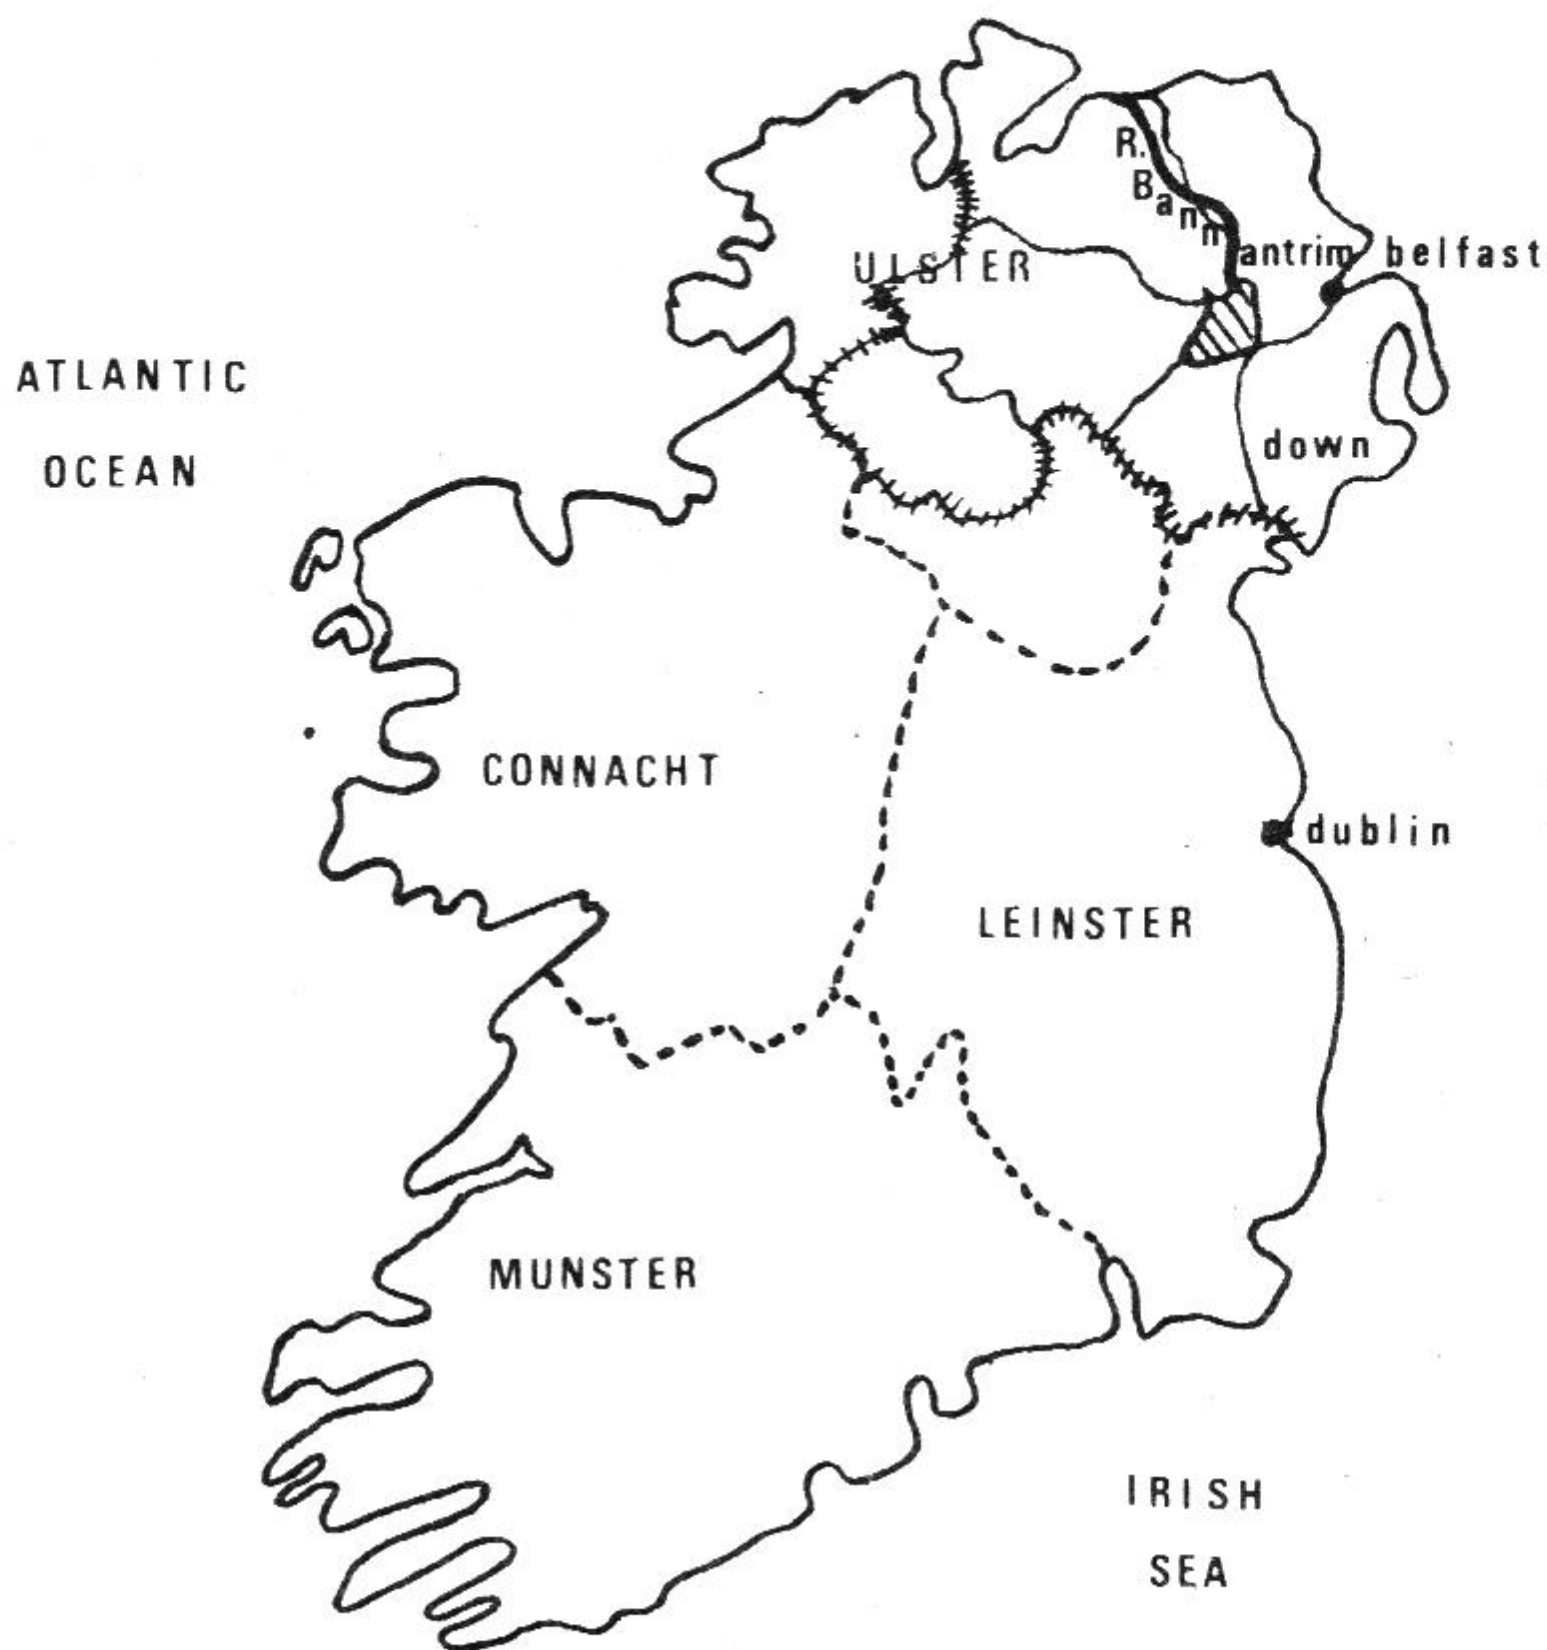 R. Bann
ULSTER
antrim
belfast
ATLANTIC
OCEAN
down
CONNACHT
dublin
LEINSTER
MUNSTER
IRISH
SEA